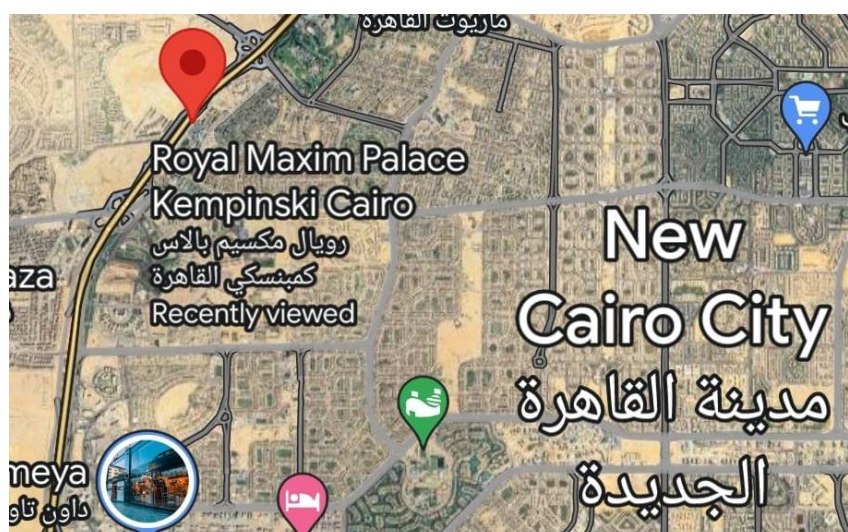 ماريوت القاهرة
Royal Maxim Palace
Kempinski Cairo
رويال مكسيم بالاس
كمبنسكي القاهرة
Recently viewed
New
Cairo City
مدينة القاهرة
الجديدة
aza
meya
داون تاو